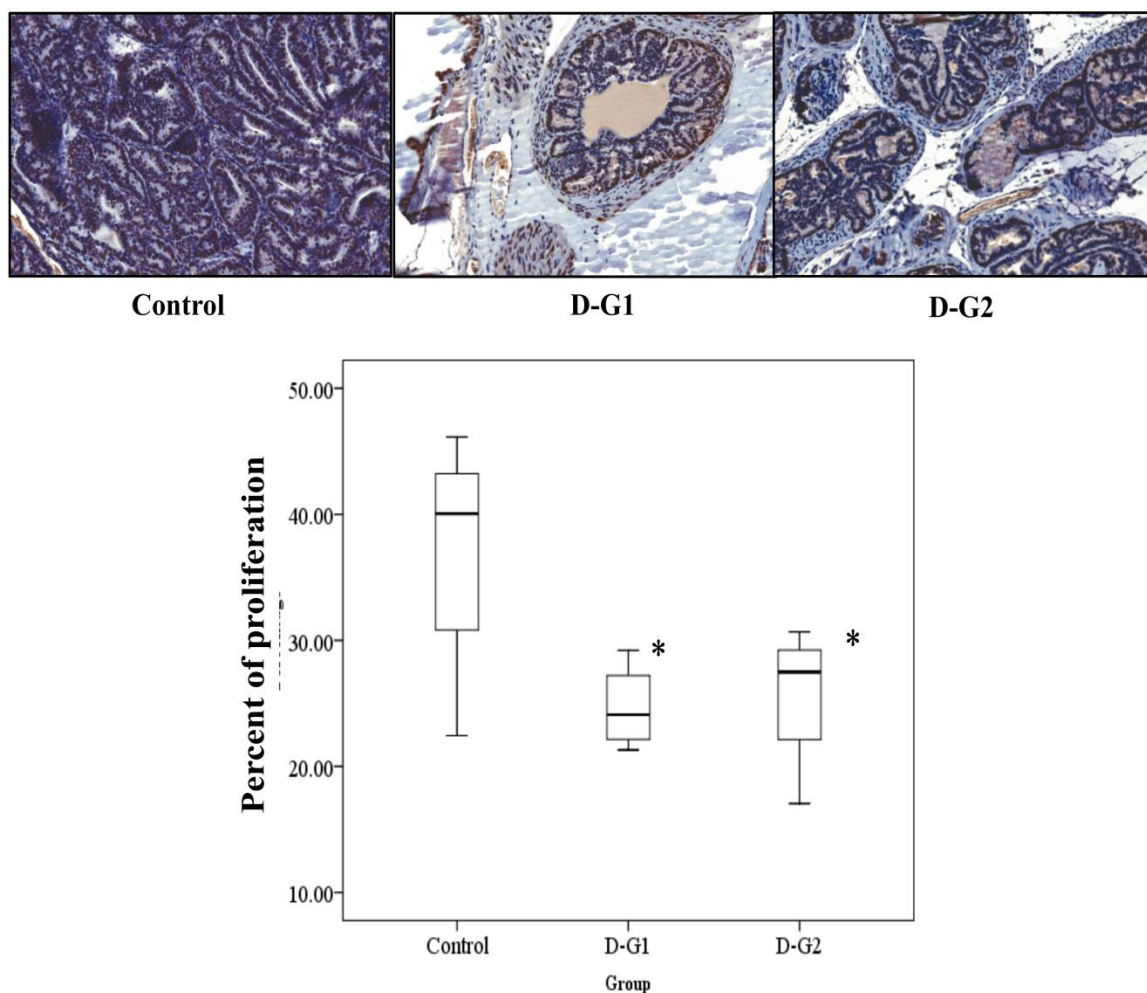 Control
D-G1
D-G2
Percent of proliferation
50.00
40.00
30.00
20.00
10.00
*
*
Control
D-G1
D-G2
Group